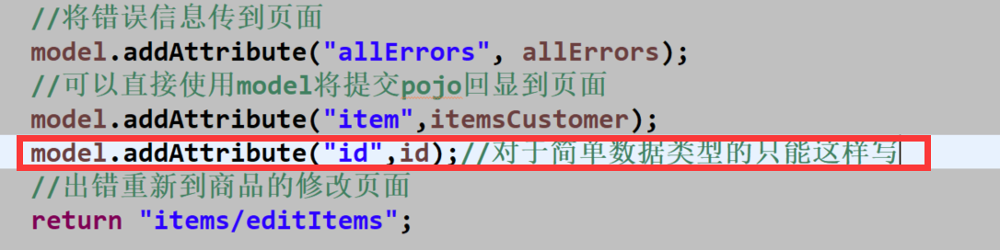 //将错误信息传到页面
model.addAttribute("allErrors", allErrors);
//可以直接使用model将提交pojo回显到页面
model.addAttribute("item",itemsCustomer);
model.addAttribute("id",id);//对于简单数据类型的只能这样写
//出错重新到商品的修改页面
return "items/editItems";